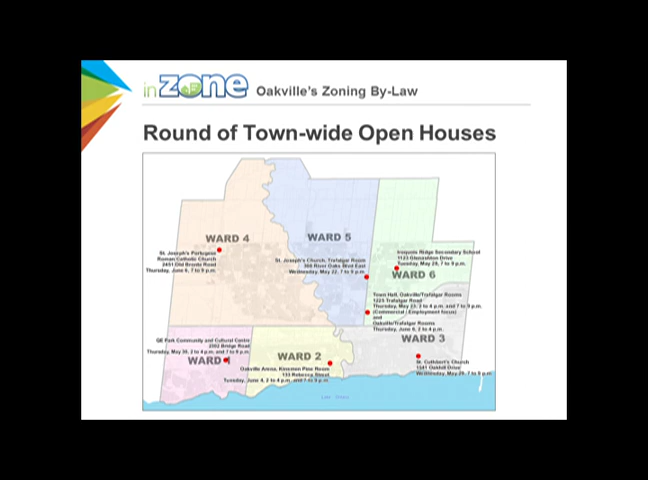 inzone Oakville's Zoning By-Law
Round of Town-wide Open Houses
WARD 4
WARD 5
St. Joseph's Portuguese
Roman Catholic Church
2451 Old Bronte Road
Thursday, June 6, 7 to 9 p.m.
St. Joseph's Church, Trafalgar Room
300 River Oaks Blvd East
Wednesday, May 22, 7 to 9 p.m.
Iroquois Ridge Secondary School
1123 Glenashton Drive
Tuesday, May 28, 7 to 9 p.m.
WARD 6
Town Hall, Oakville/Trafalgar Rooms
1225 Trafalgar Road
Thursday, May 23, 2 to 4 p.m. and 7 to 9 p.m.
(Commercial / Employment focus)
and
Oakville/Trafalgar Rooms
Thursday, June 6, 2 to 4 p.m.
WARD 3
QE Park Community and Cultural Centre
2302 Bridge Road
Thursday, May 30, 2 to 4 p.m. and 7 to 9 p.m.
WARD 1
WARD 2
Oakville Arena, Kinsmen Pine Room
133 Rebecca Street
Tuesday, June 4, 2 to 4 p.m. and 7 to 9 p.m.
St. Cuthbert's Church
1541 Oakhill Drive
Wednesday, May 29, 7 to 9 p.m.